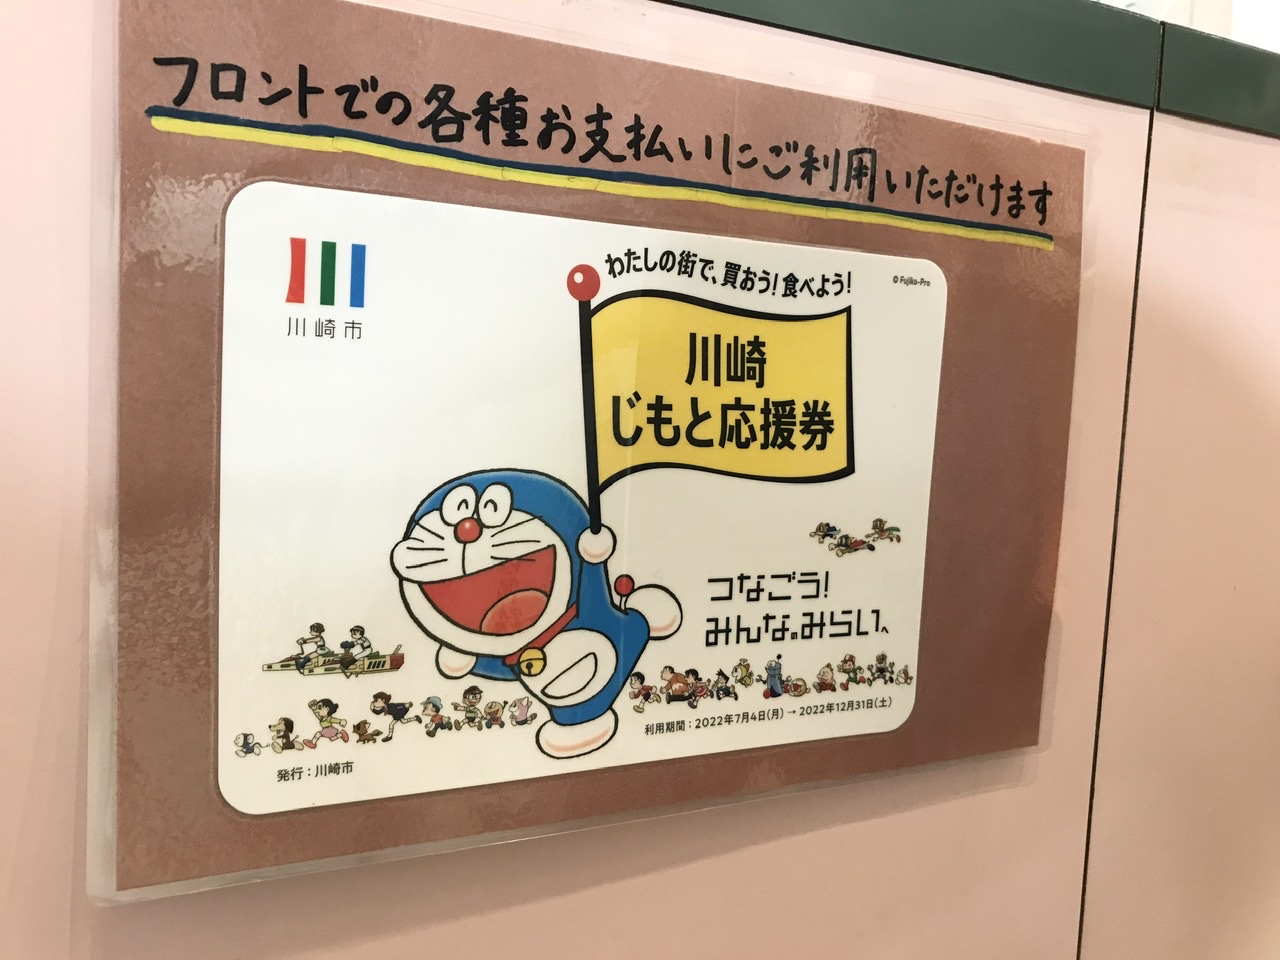 フロントでの各種お支払いにご利用いただけます
川崎市
わたしの街で、買おう!食べよう!
© Fujiko-Pro
川崎
じもと応援券
つなごう!
みんなのみらいへ
利用期間:2022年7月4日(月)→2022年12月31日(土)
発行:川崎市